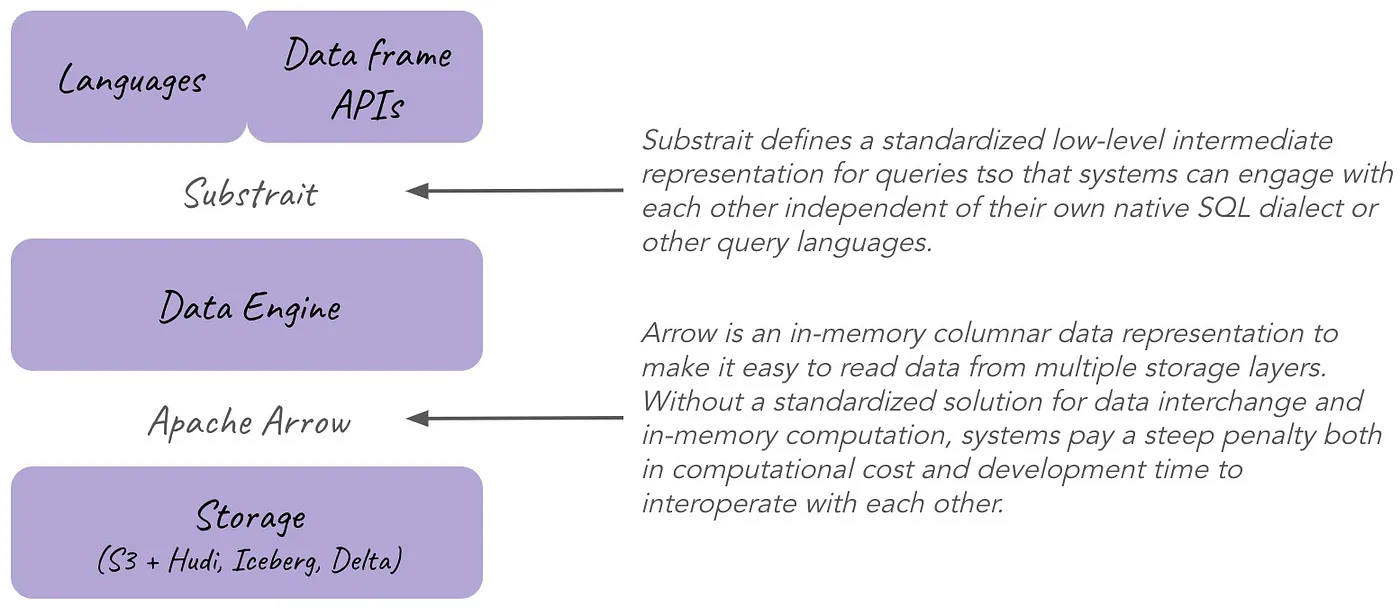 Languages
Data frame
APIs
Substrait
Substrait defines a standardized low-level intermediate
representation for queries tso that systems can engage with
each other independent of their own native SQL dialect or
other query languages.
Data Engine
Arrow is an in-memory columnar data representation to
make it easy to read data from multiple storage layers.
Without a standardized solution for data interchange and
in-memory computation, systems pay a steep penalty both
in computational cost and development time to
interoperate with each other.
Apache Arrow
Storage
(S3 + Hudi, Iceberg, Delta)